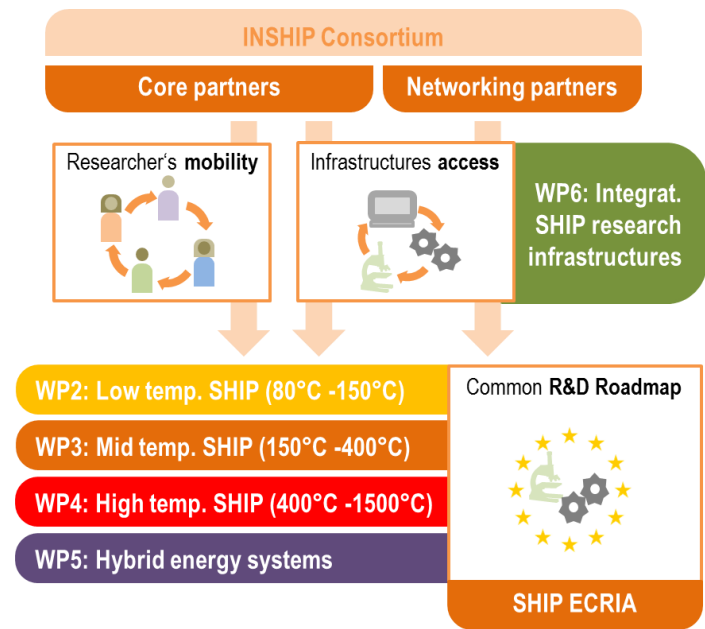 INSHIP Consortium
Core partners
Networking partners
Researcher's mobility
Infrastructures access
WP6: Integrat.
SHIP research
infrastructures
WP2: Low temp. SHIP (80°C -150°C)
WP3: Mid temp. SHIP (150°C -400°C)
WP4: High temp. SHIP (400°C -1500°C)
WP5: Hybrid energy systems
Common R&D Roadmap
SHIP ECRIA